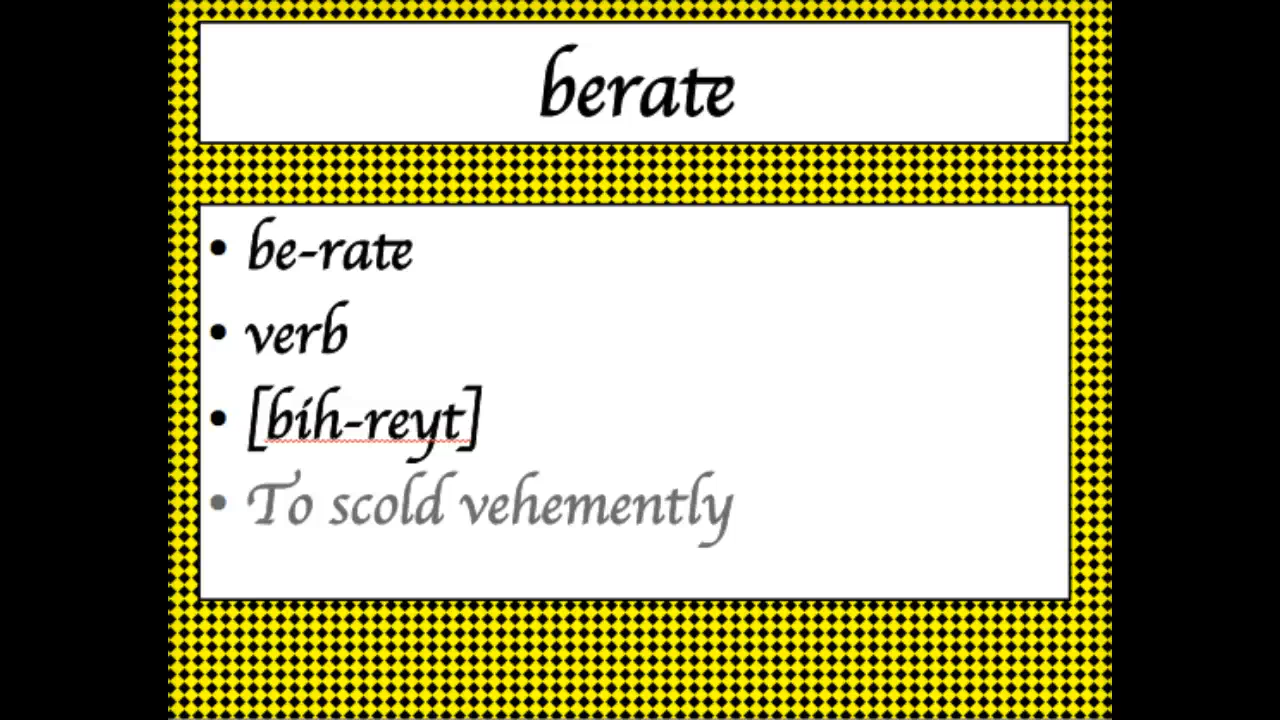 berate
• be-rate
• verb
• [bih-reyt]
• To scold vehemently